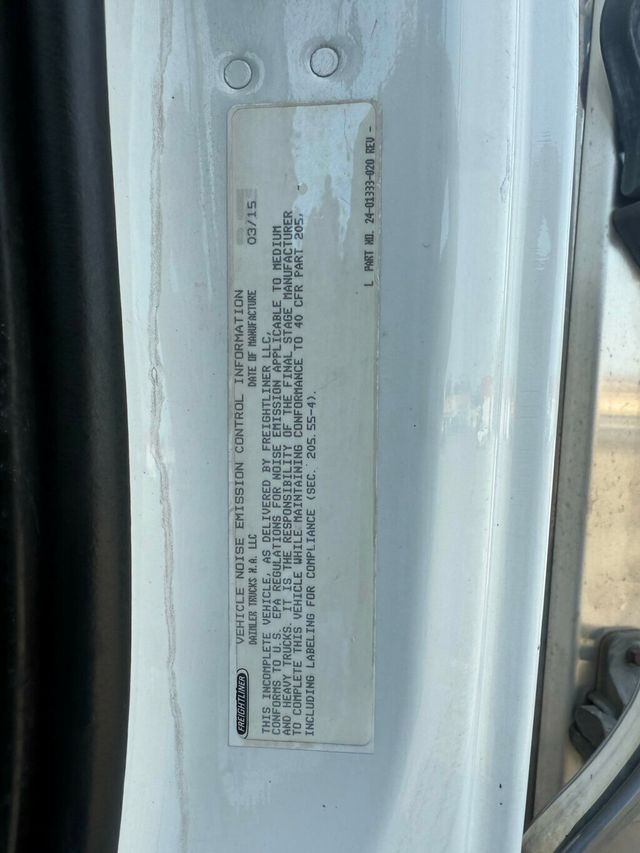 FREIGHTLINER
VEHICLE NOISE EMISSION CONTROL INFORMATION
DAIMLER TRUCKS N.A. LLC DATE OF MANUFACTURE 03/15
THIS INCOMPLETE VEHICLE, AS DELIVERED BY FREIGHTLINER LLC,
CONFORMS TO U.S. EPA REGULATIONS FOR NOISE EMISSION APPLICABLE TO MEDIUM
AND HEAVY TRUCKS. IT IS THE RESPONSIBILITY OF THE FINAL STAGE MANUFACTURER
TO COMPLETE THIS VEHICLE WHILE MAINTAINING CONFORMANCE TO 40 CFR PART 205,
INCLUDING LABELING FOR COMPLIANCE (SEC. 205.55-4).
L PART NO. 24-01333-020 REV -